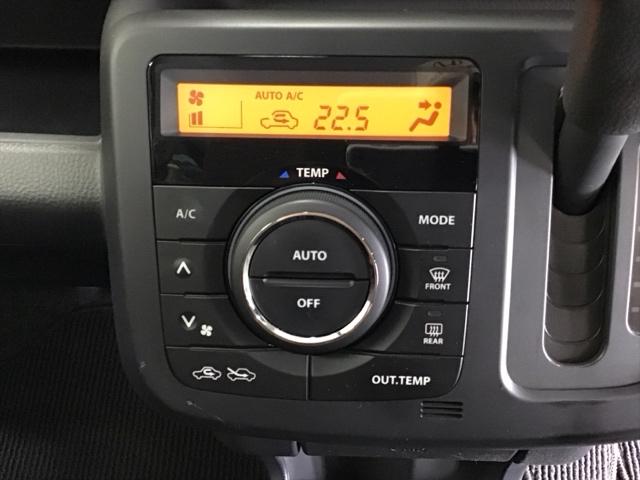 AUTO A/C
22.5
TEMP
A/C
MODE
AUTO
OFF
FRONT
REAR
OUT.TEMP